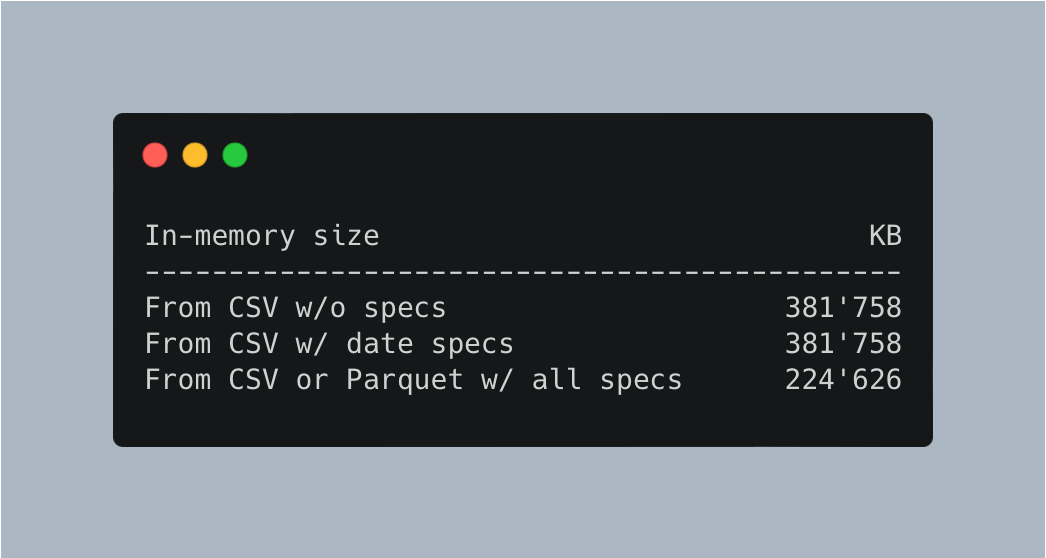 In-memory size KB
---------------------------------------------
From CSV w/o specs 381'758
From CSV w/ date specs 381'758
From CSV or Parquet w/ all specs 224'626